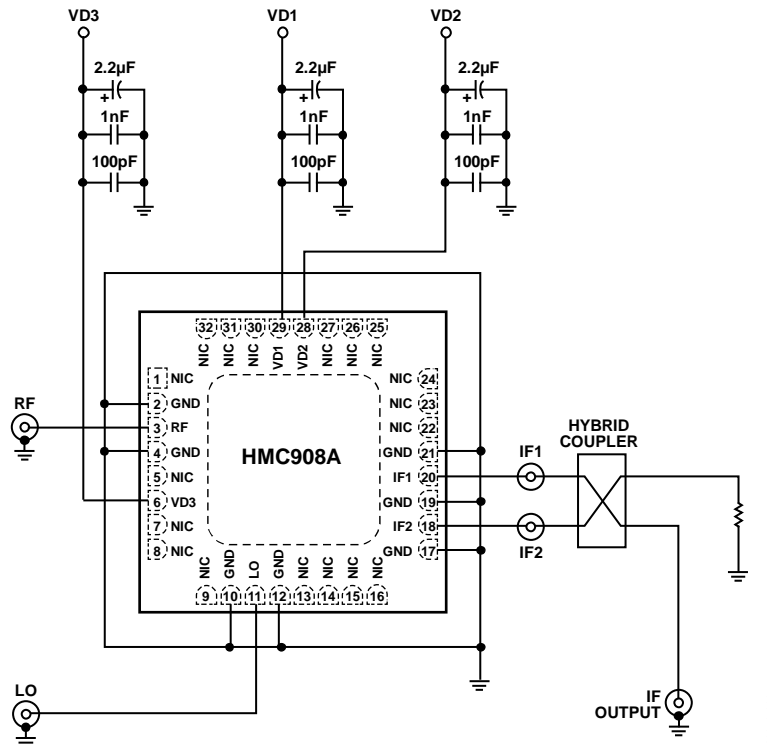 VD3 VD1 VD2
2.2µF 2.2µF 2.2µF
+ + +
1nF 1nF 1nF
100pF 100pF 100pF
32 31 30 29 28 27 26 25
NIC NIC NIC VD1 VD2 NIC NIC NIC
1 NIC NIC 24
RF 2 GND NIC 23
3 RF NIC 22
HYBRID
COUPLER
4 GND GND 21
HMC908A
5 NIC IF1 20 IF1
6 VD3 GND 19
7 NIC IF2 18 IF2
8 NIC GND 17
NIC GND LO GND NIC NIC NIC NIC
9 10 11 12 13 14 15 16
LO
IF
OUTPUT